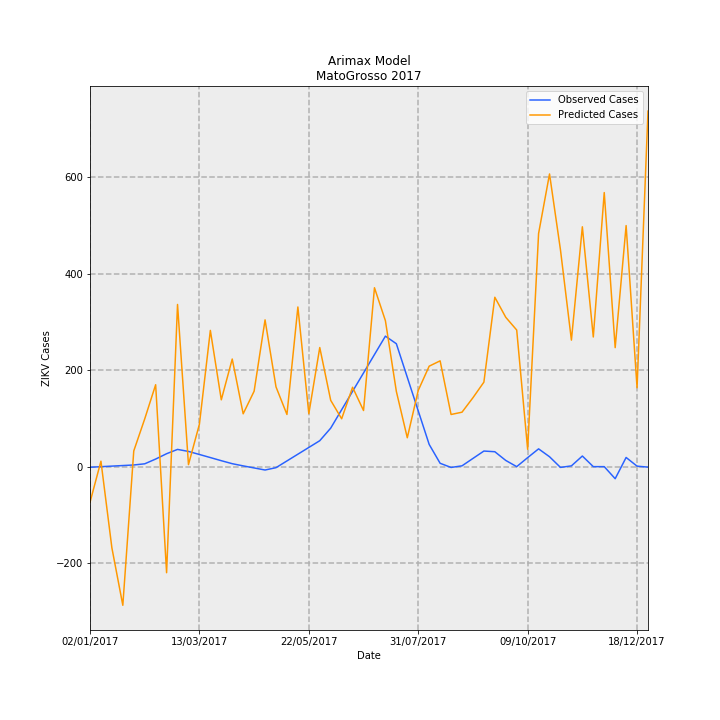 Arimax Model
MatoGrosso 2017
Observed Cases
Predicted Cases
ZIKV Cases
600
400
200
0
−200
02/01/2017
13/03/2017
22/05/2017
31/07/2017
09/10/2017
18/12/2017
Date